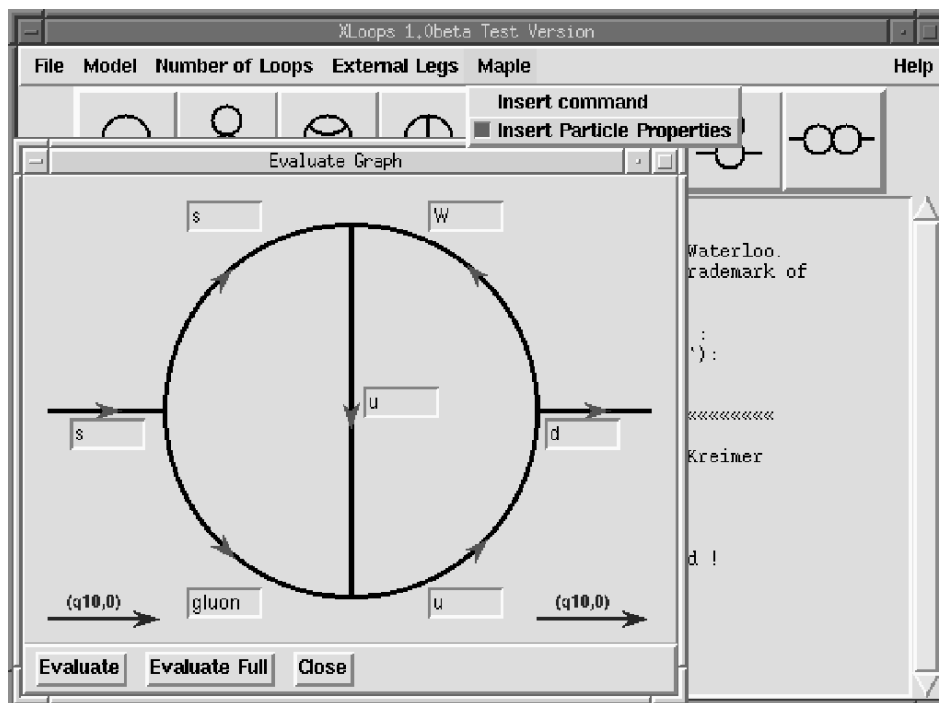 XLoops 1.0beta Test Version
File Model Number of Loops External Legs Maple Help
Insert command
Insert Particle Properties
Evaluate Graph
s W
Waterloo.
rademark of
:
'):
u
««««««««
s d
Kreimer
d !
(q10,0) gluon u (q10,0)
Evaluate Evaluate Full Close